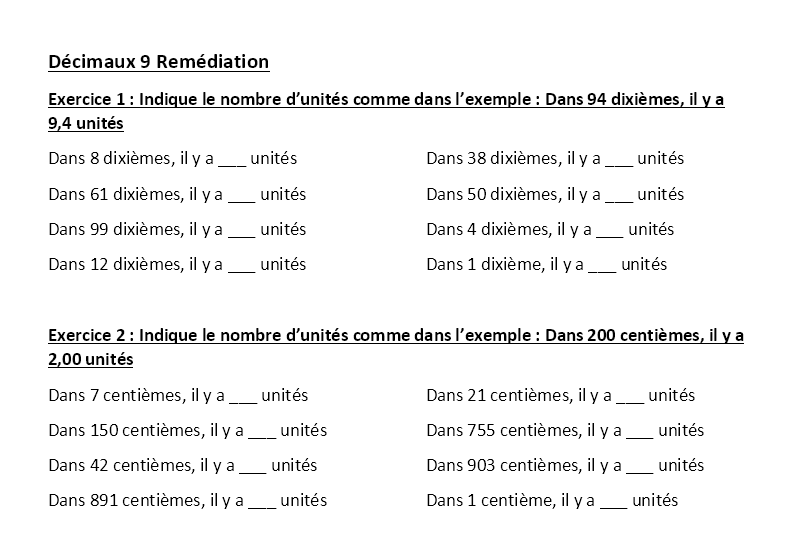 Décimaux 9 Remédiation
Exercice 1 : Indique le nombre d’unités comme dans l’exemple : Dans 94 dixièmes, il y a
9,4 unités
Dans 8 dixièmes, il y a ___ unités
Dans 38 dixièmes, il y a ___ unités
Dans 61 dixièmes, il y a ___ unités
Dans 50 dixièmes, il y a ___ unités
Dans 99 dixièmes, il y a ___ unités
Dans 4 dixièmes, il y a ___ unités
Dans 12 dixièmes, il y a ___ unités
Dans 1 dixième, il y a ___ unités
Exercice 2 : Indique le nombre d’unités comme dans l’exemple : Dans 200 centièmes, il y a
2,00 unités
Dans 7 centièmes, il y a ___ unités
Dans 21 centièmes, il y a ___ unités
Dans 150 centièmes, il y a ___ unités
Dans 755 centièmes, il y a ___ unités
Dans 42 centièmes, il y a ___ unités
Dans 903 centièmes, il y a ___ unités
Dans 891 centièmes, il y a ___ unités
Dans 1 centième, il y a ___ unités